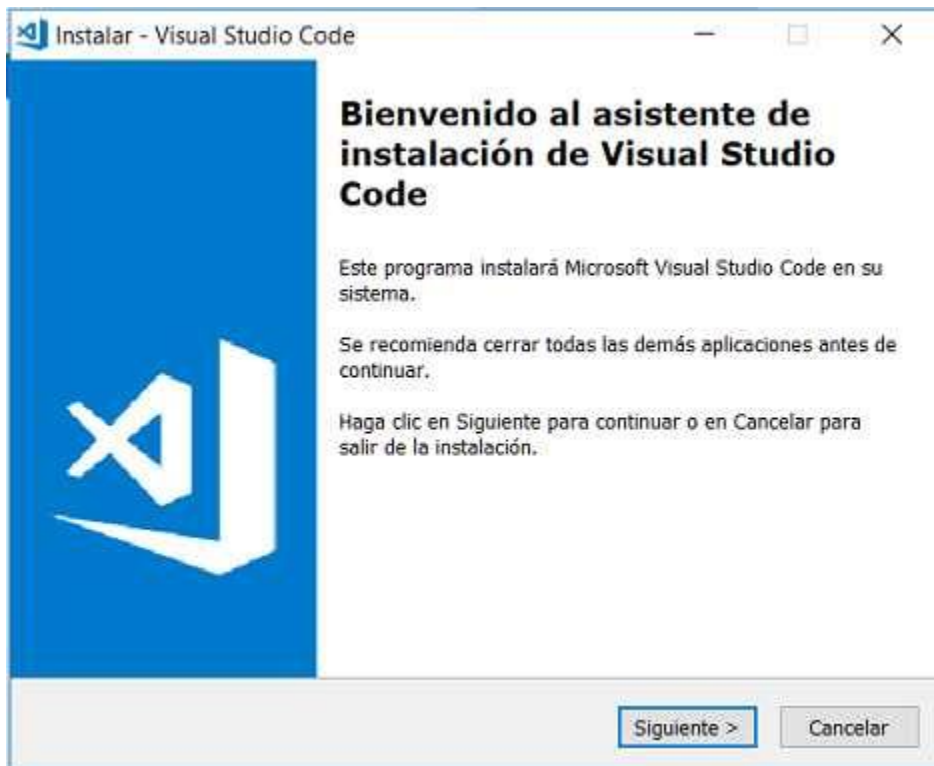 Instalar - Visual Studio Code
Bienvenido al asistente de
instalación de Visual Studio
Code
Este programa instalará Microsoft Visual Studio Code en su
sistema.
Se recomienda cerrar todas las demás aplicaciones antes de
continuar.
Haga clic en Siguiente para continuar o en Cancelar para
salir de la instalación.
Siguiente >
Cancelar